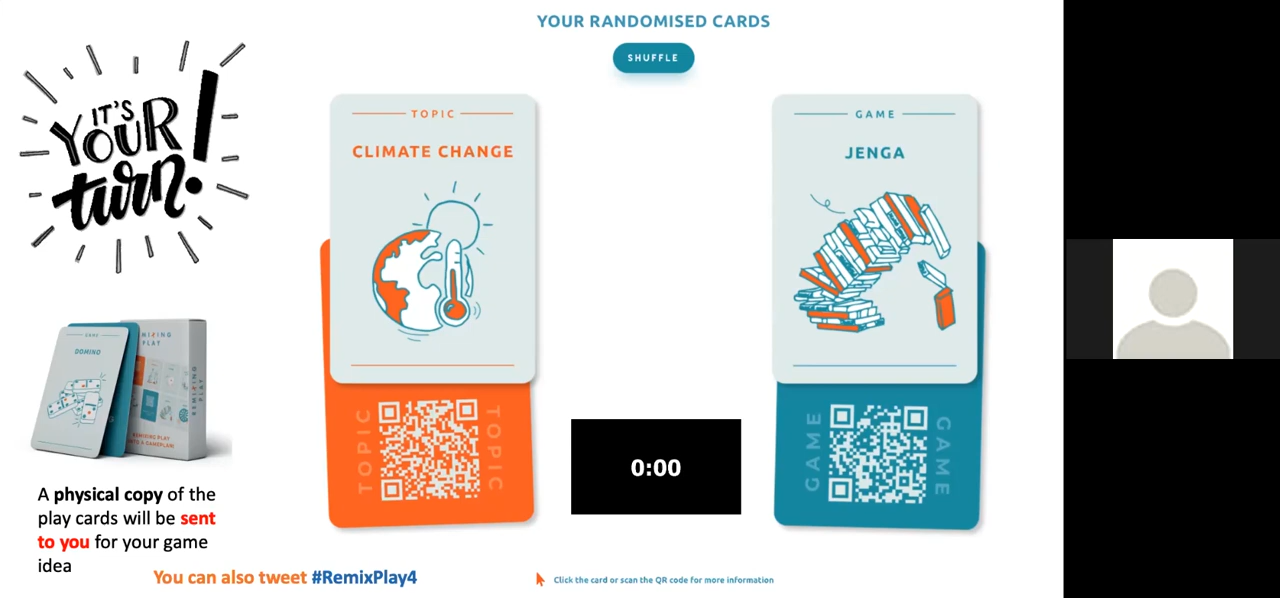 YOUR RANDOMISED CARDS
SHUFFLE
IT'S
YOUR
turn!
TOPIC
CLIMATE CHANGE
TOPIC
TOPIC
GAME
JENGA
GAME
GAME
0:00
GAME
DOMINO
PLAY
REMIXING
PLAY
A physical copy of the
play cards will be sent
to you for your game
idea
You can also tweet #RemixPlay4
Click the card or scan the QR code for more information